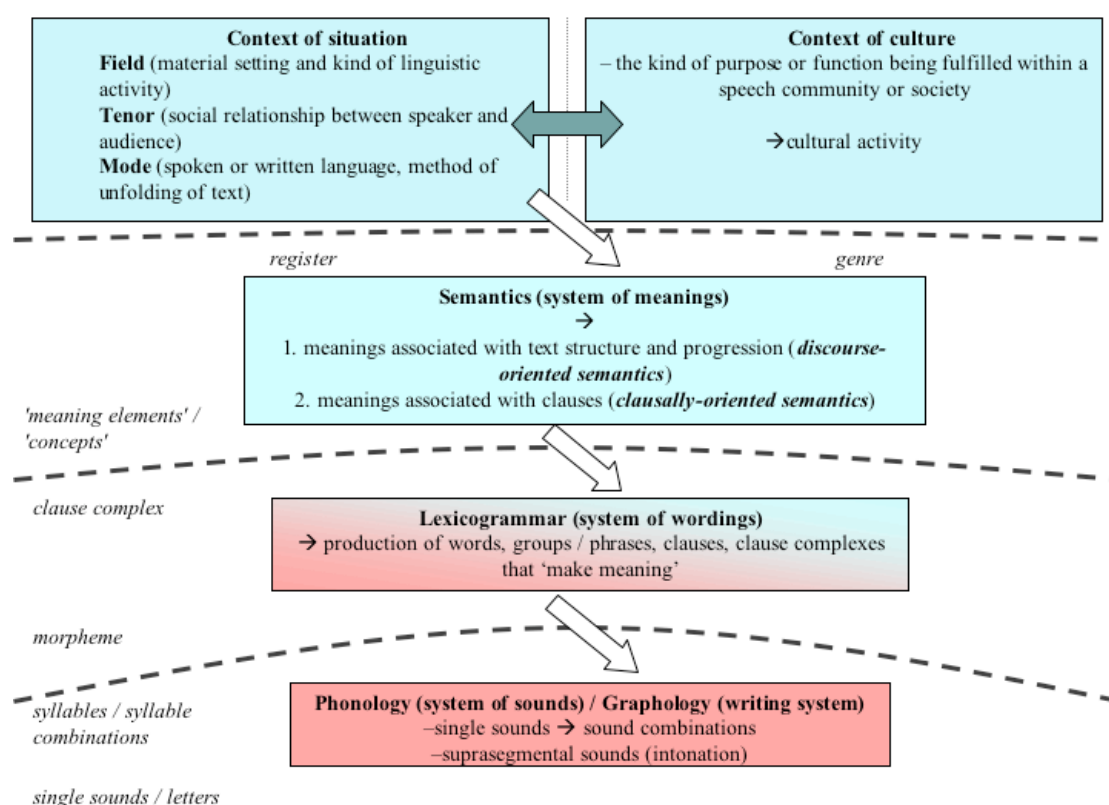 Context of situation
Field (material setting and kind of linguistic
activity)
Tenor (social relationship between speaker and
audience)
Mode (spoken or written language, method of
unfolding of text)
Context of culture
– the kind of purpose or function being fulfilled within a
speech community or society
→cultural activity
register
genre
Semantics (system of meanings)
→
1. meanings associated with text structure and progression (discourse-
oriented semantics)
2. meanings associated with clauses (clausally-oriented semantics)
'meaning elements' /
'concepts'
clause complex
Lexicogrammar (system of wordings)
→ production of words, groups / phrases, clauses, clause complexes
that ‘make meaning’
morpheme
Phonology (system of sounds) / Graphology (writing system)
–single sounds → sound combinations
–suprasegmental sounds (intonation)
syllables / syllable
combinations
single sounds / letters